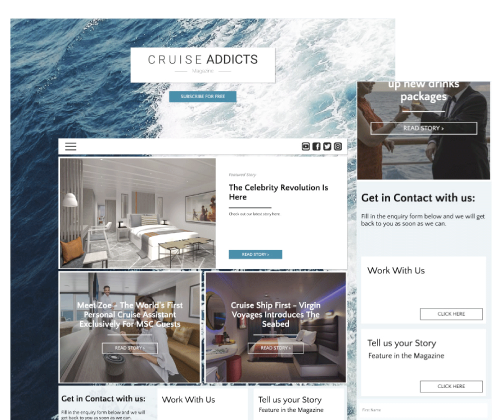 CRUISE ADDICTS
Magazine
SUBSCRIBE FOR FREE
Featured Story
The Celebrity Revolution Is
Here
Check out our latest story here
READ STORY >
Meet Zoe – The World's First
Personal Cruise Assistant
Exclusively For MSC Guests
READ STORY >
Cruise Ship First – Virgin
Voyages Introduces The
Seabed
READ STORY >
Get in Contact with us:
Fill in the enquiry form below and we will
get back to you as soon as we can.
Work With Us
Tell us your Story
Feature in the Magazine
up new drinks
packages
READ STORY >
Get in Contact with us:
Fill in the enquiry form below and we will get
back to you as soon as we can.
Work With Us
CLICK HERE
Tell us your Story
Feature in the Magazine
CLICK HERE
First Name